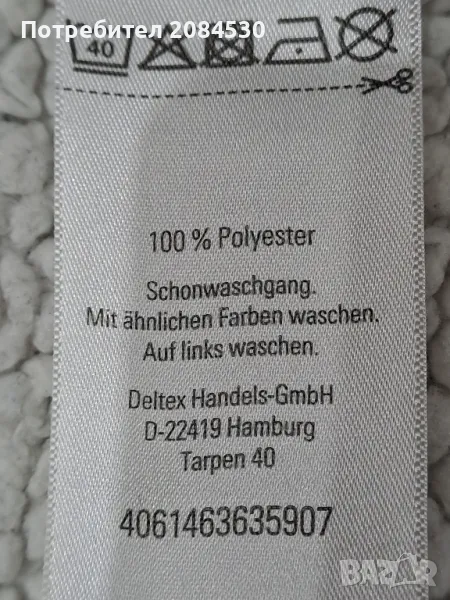 Потребител 2084530
40
100 % Polyester
Schonwaschgang.
Mit ähnlichen Farben waschen.
Auf links waschen.
Deltex Handels-GmbH
D-22419 Hamburg
Tarpen 40
4061463635907
BAZAR